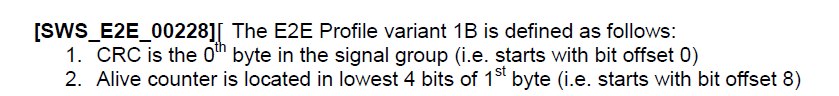 [SWS_E2E_00228]⌈ The E2E Profile variant 1B is defined as follows:
1. CRC is the 0th byte in the signal group (i.e. starts with bit offset 0)
2. Alive counter is located in lowest 4 bits of 1st byte (i.e. starts with bit offset 8)